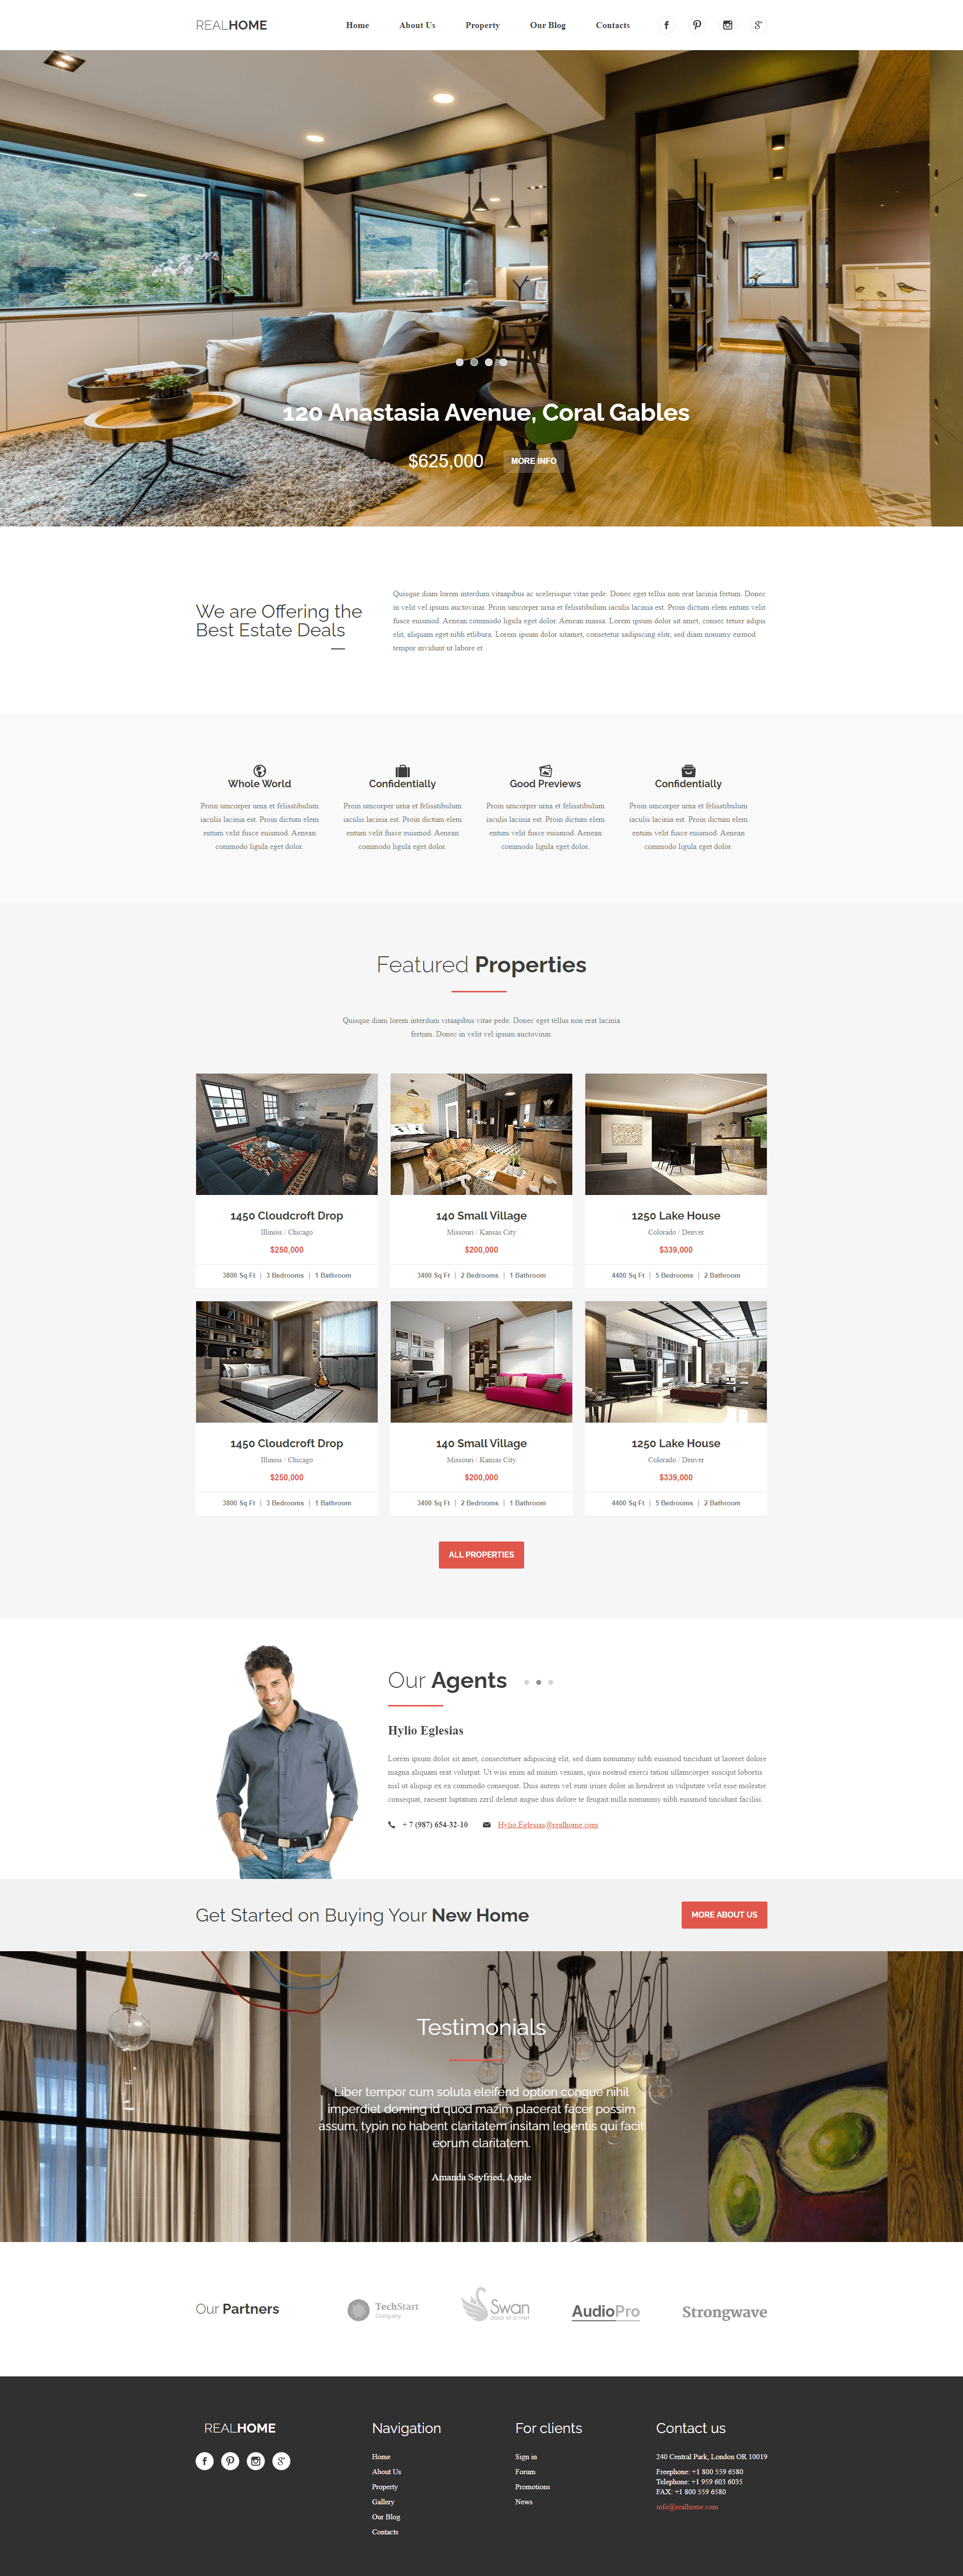 REALHOME
Home
About Us
Property
Our Blog
Contacts
120 Anastasia Avenue, Coral Gables
$625,000
MORE INFO
We are Offering the
Best Estate Deals
Quisque diam lorem interdum vitaapibus ac scelerisque vitae pede. Donec eget tellus non erat lacinia fertum. Donec
in velit vel ipsum auctovinar. Proin umcorper urna et felisstibulum iaculis lacinia est. Proin dictum elem entum velit
fusce euismod. Aenean commodo ligula eget dolor. Aenean massa. Lorem ipsum dolor sit amet, consec tetuer adipis
elit, aliquam eget nibh etlibura. Lorem ipsum dolor sitamet, consetetur sadipscing elitr, sed diam nonumy eirmod
tempor invidunt ut labore et.
Whole World
Proin umcorper urna et felisstibulum
iaculis lacinia est. Proin dictum elem
entum velit fusce euismod. Aenean
commodo ligula eget dolor.
Confidentially
Proin umcorper urna et felisstibulum
iaculis lacinia est. Proin dictum elem
entum velit fusce euismod. Aenean
commodo ligula eget dolor.
Good Previews
Proin umcorper urna et felisstibulum
iaculis lacinia est. Proin dictum elem
entum velit fusce euismod. Aenean
commodo ligula eget dolor.
Confidentially
Proin umcorper urna et felisstibulum
iaculis lacinia est. Proin dictum elem
entum velit fusce euismod. Aenean
commodo ligula eget dolor.
Featured Properties
Quisque diam lorem interdum vitaapibus vitae pede. Donec eget tellus non erat lacinia
fertum. Donec in velit vel ipsum auctovinar.
1450 Cloudcroft Drop
Illinois / Chicago
$250,000
3800 Sq Ft | 3 Bedrooms | 1 Bathroom
140 Small Village
Missouri / Kansas City
$200,000
3400 Sq Ft | 2 Bedrooms | 1 Bathroom
1250 Lake House
Colorado / Denver
$339,000
4400 Sq Ft | 5 Bedrooms | 2 Bathroom
1450 Cloudcroft Drop
Illinois / Chicago
$250,000
3800 Sq Ft | 3 Bedrooms | 1 Bathroom
140 Small Village
Missouri / Kansas City
$200,000
3400 Sq Ft | 2 Bedrooms | 1 Bathroom
1250 Lake House
Colorado / Denver
$339,000
4400 Sq Ft | 5 Bedrooms | 2 Bathroom
ALL PROPERTIES
Our Agents
Hylio Eglesias
Lorem ipsum dolor sit amet, consectetuer adipiscing elit, sed diam nonummy nibh euismod tincidunt ut laoreet dolore
magna aliquam erat volutpat. Ut wisi enim ad minim veniam, quis nostrud exerci tation ullamcorper suscipit lobortis
nisl ut aliquip ex ea commodo consequat. Duis autem vel eum iriure dolor in hendrerit in vulputate velit esse molestie
consequat, raesent luptatum zzril delenit augue duis dolore te feugait nulla nonummy nibh euismod tincidunt facilisi.
+ 7 (987) 654-32-10
Hylio.Eglesias@realhome.com
Get Started on Buying Your New Home
MORE ABOUT US
Testimonials
Liber tempor cum soluta eleifend option congue nihil
imperdiet doming id quod mazim placerat facer possim
assum, typin no habent claritatem insitam legentis qui facit
eorum claritatem.
Amanda Seyfried, Apple
Our Partners
TechStart
Company
Swan
dolor sit a met
AudioPro
Strongwave
REALHOME
Navigation
Home
About Us
Property
Gallery
Our Blog
Contacts
For clients
Sign in
Forum
Promotions
News
Contact us
240 Central Park, London OR 10019
Freephone: +1 800 559 6580
Telephone: +1 959 603 6035
FAX: +1 800 559 6580
info@realhome.com